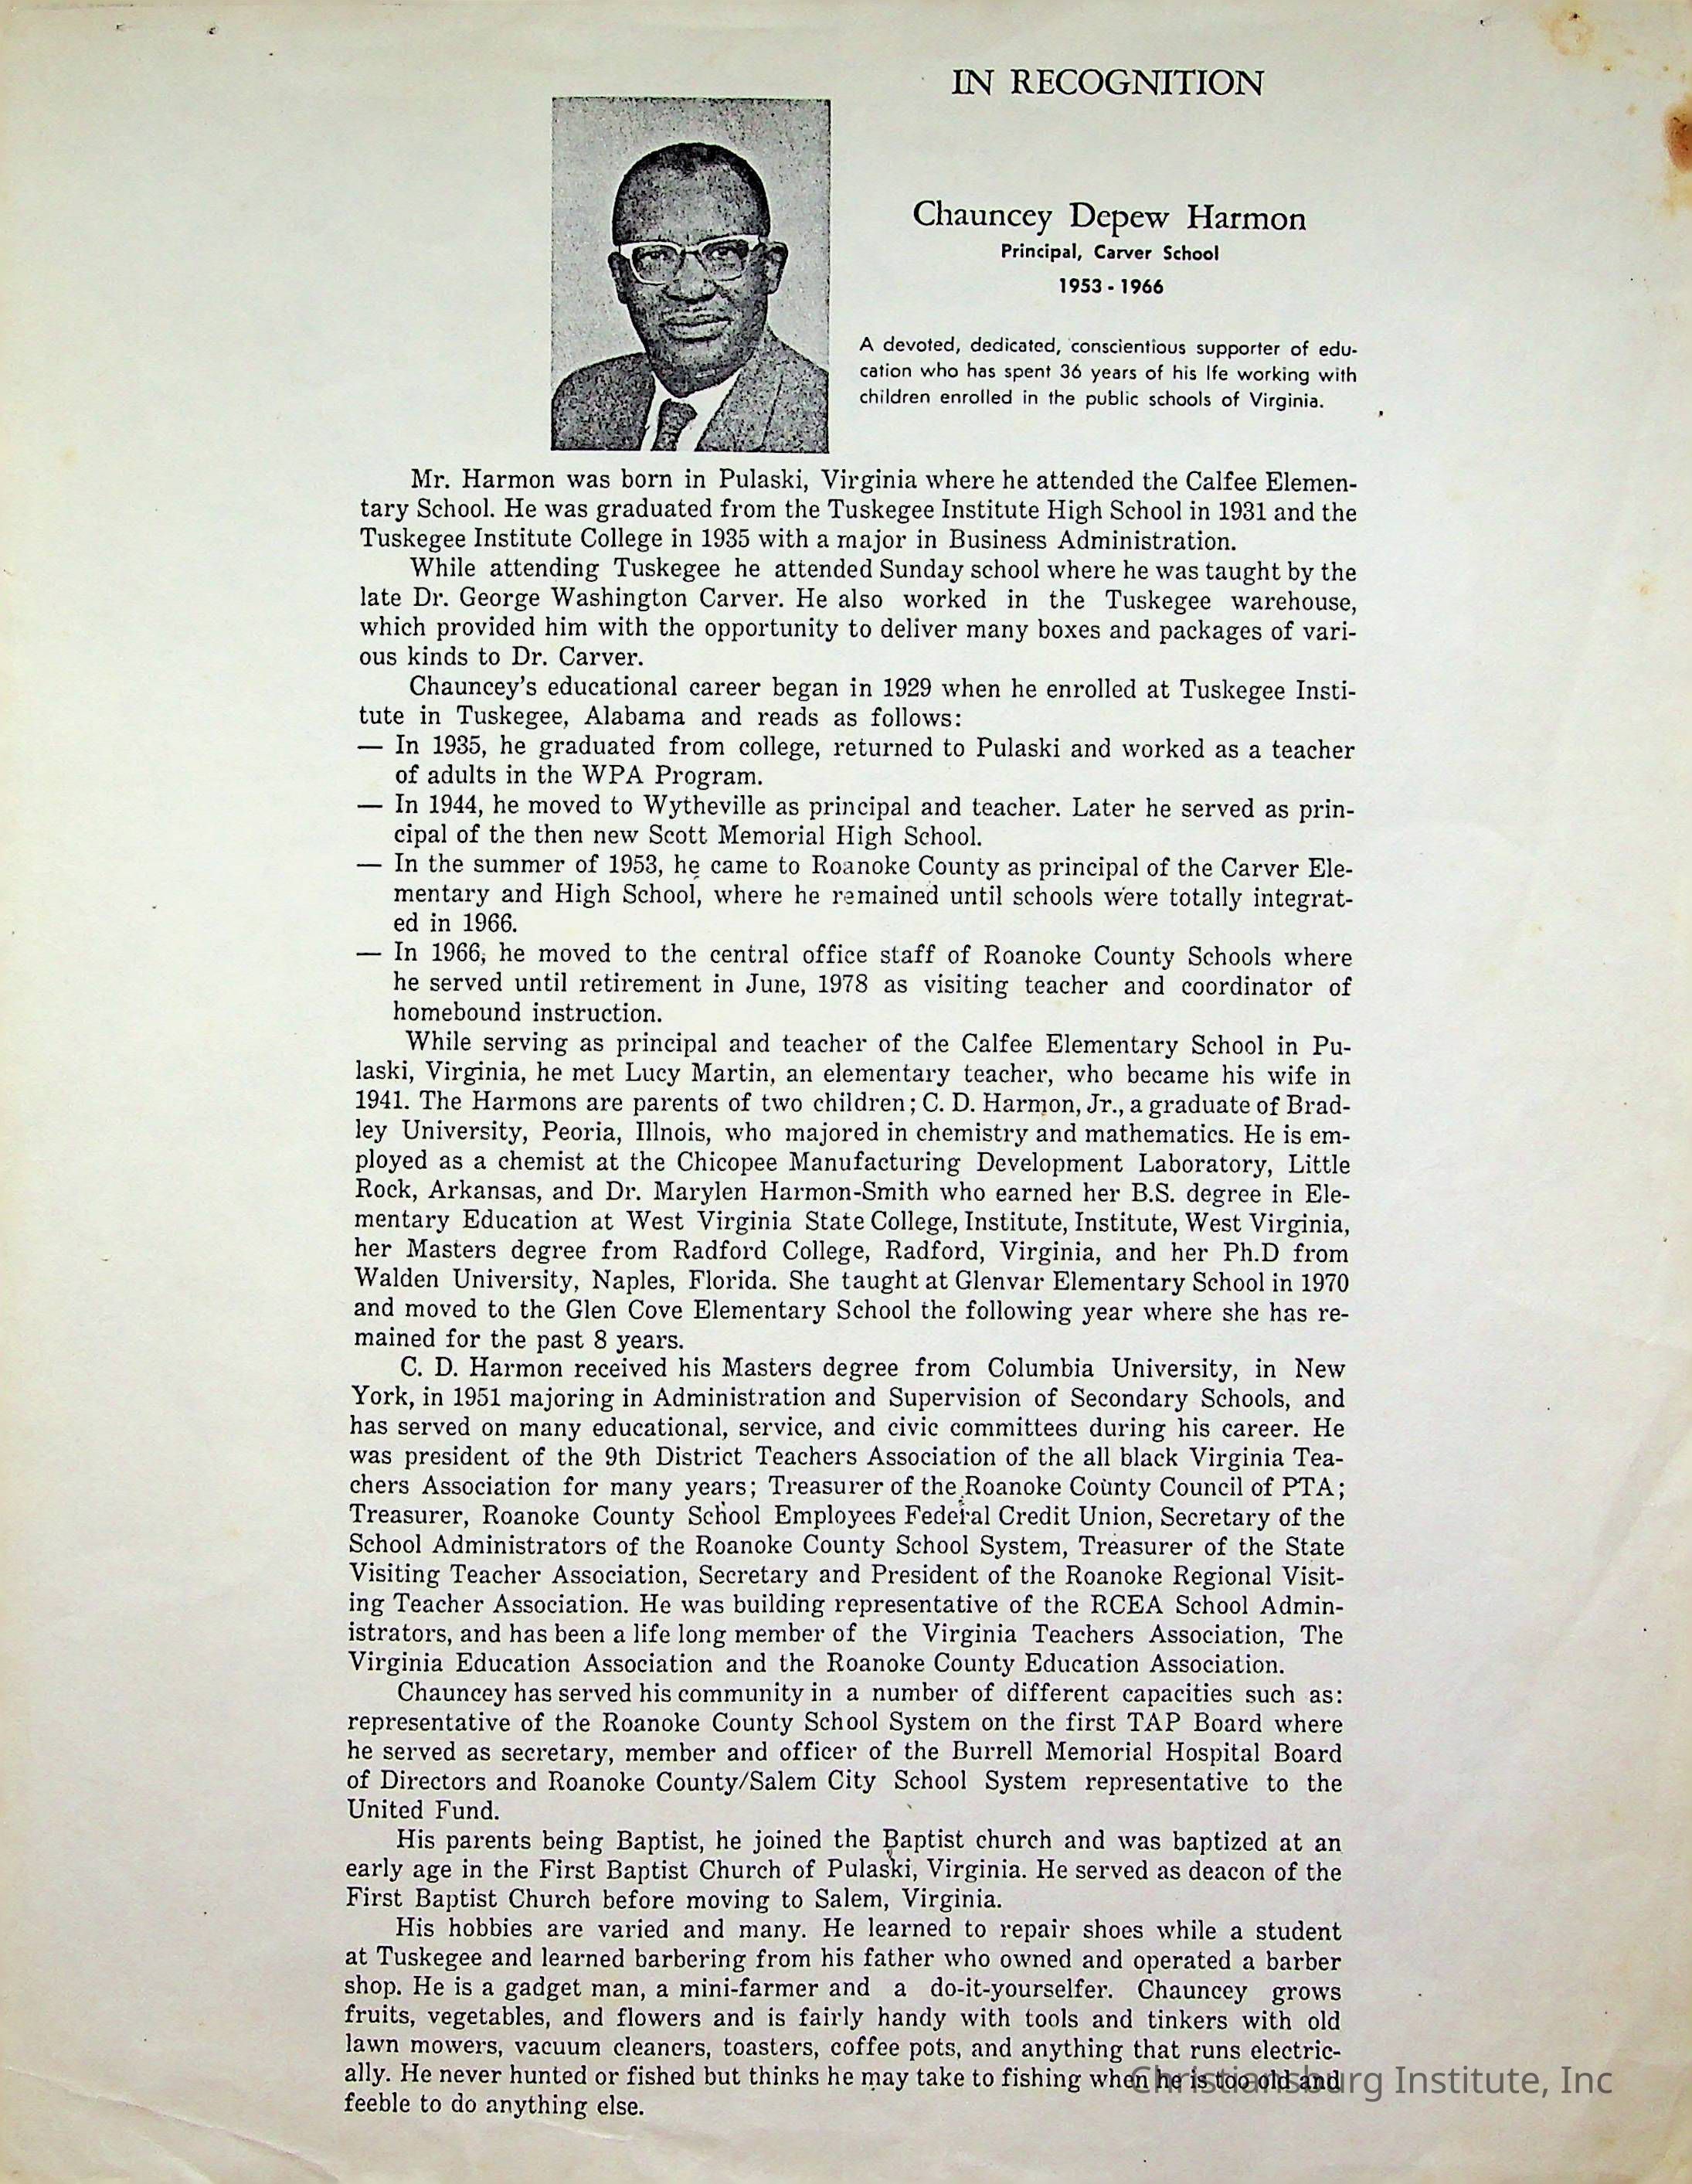 IN RECOGNITION
Chauncey Depew Harmon
Principal, Carver School
1953 - 1966
A devoted, dedicated, conscientious supporter of edu-
cation who has spent 36 years of his lfe working with
children enrolled in the public schools of Virginia.
Mr. Harmon was born in Pulaski, Virginia where he attended the Calfee Elemen-
tary School. He was graduated from the Tuskegee Institute High School in 1931 and the
Tuskegee Institute College in 1935 with a major in Business Administration.
While attending Tuskegee he attended Sunday school where he was taught by the
late Dr. George Washington Carver. He also worked in the Tuskegee warehouse,
which provided him with the opportunity to deliver many boxes and packages of vari-
ous kinds to Dr. Carver.
Chauncey's educational career began in 1929 when he enrolled at Tuskegee Insti-
tute in Tuskegee, Alabama and reads as follows:
— In 1935, he graduated from college, returned to Pulaski and worked as a teacher
of adults in the WPA Program.
— In 1944, he moved to Wytheville as principal and teacher. Later he served as prin-
cipal of the then new Scott Memorial High School.
— In the summer of 1953, he came to Roanoke County as principal of the Carver Ele-
mentary and High School, where he remained until schools were totally integrat-
ed in 1966.
— In 1966, he moved to the central office staff of Roanoke County Schools where
he served until retirement in June, 1978 as visiting teacher and coordinator of
homebound instruction.
While serving as principal and teacher of the Calfee Elementary School in Pu-
laski, Virginia, he met Lucy Martin, an elementary teacher, who became his wife in
1941. The Harmons are parents of two children; C. D. Harmon, Jr., a graduate of Brad-
ley University, Peoria, Illnois, who majored in chemistry and mathematics. He is em-
ployed as a chemist at the Chicopee Manufacturing Development Laboratory, Little
Rock, Arkansas, and Dr. Marylen Harmon-Smith who earned her B.S. degree in Ele-
mentary Education at West Virginia State College, Institute, Institute, West Virginia,
her Masters degree from Radford College, Radford, Virginia, and her Ph.D from
Walden University, Naples, Florida. She taught at Glenvar Elementary School in 1970
and moved to the Glen Cove Elementary School the following year where she has re-
mained for the past 8 years.
C. D. Harmon received his Masters degree from Columbia University, in New
York, in 1951 majoring in Administration and Supervision of Secondary Schools, and
has served on many educational, service, and civic committees during his career. He
was president of the 9th District Teachers Association of the all black Virginia Tea-
chers Association for many years; Treasurer of the Roanoke County Council of PTA;
Treasurer, Roanoke County School Employees Federal Credit Union, Secretary of the
School Administrators of the Roanoke County School System, Treasurer of the State
Visiting Teacher Association, Secretary and President of the Roanoke Regional Visit-
ing Teacher Association. He was building representative of the RCEA School Admin-
istrators, and has been a life long member of the Virginia Teachers Association, The
Virginia Education Association and the Roanoke County Education Association.
Chauncey has served his community in a number of different capacities such as:
representative of the Roanoke County School System on the first TAP Board where
he served as secretary, member and officer of the Burrell Memorial Hospital Board
of Directors and Roanoke County/Salem City School System representative to the
United Fund.
His parents being Baptist, he joined the Baptist church and was baptized at an
early age in the First Baptist Church of Pulaski, Virginia. He served as deacon of the
First Baptist Church before moving to Salem, Virginia.
His hobbies are varied and many. He learned to repair shoes while a student
at Tuskegee and learned barbering from his father who owned and operated a barber
shop. He is a gadget man, a mini-farmer and a do-it-yourselfer. Chauncey grows
fruits, vegetables, and flowers and is fairly handy with tools and tinkers with old
lawn mowers, vacuum cleaners, toasters, coffee pots, and anything that runs electric-
ally. He never hunted or fished but thinks he may take to fishing when he is too old and
feeble to do anything else.
Christiansburg Institute, Inc